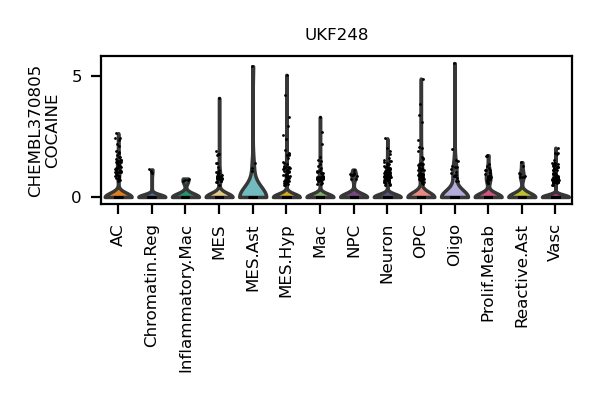 UKF248
CHEMBL370805
COCAINE
5
0
AC
Chromatin.Reg
Inflammatory.Mac
MES
MES.Ast
MES.Hyp
Mac
NPC
Neuron
OPC
Oligo
Prolif.Metab
Reactive.Ast
Vasc